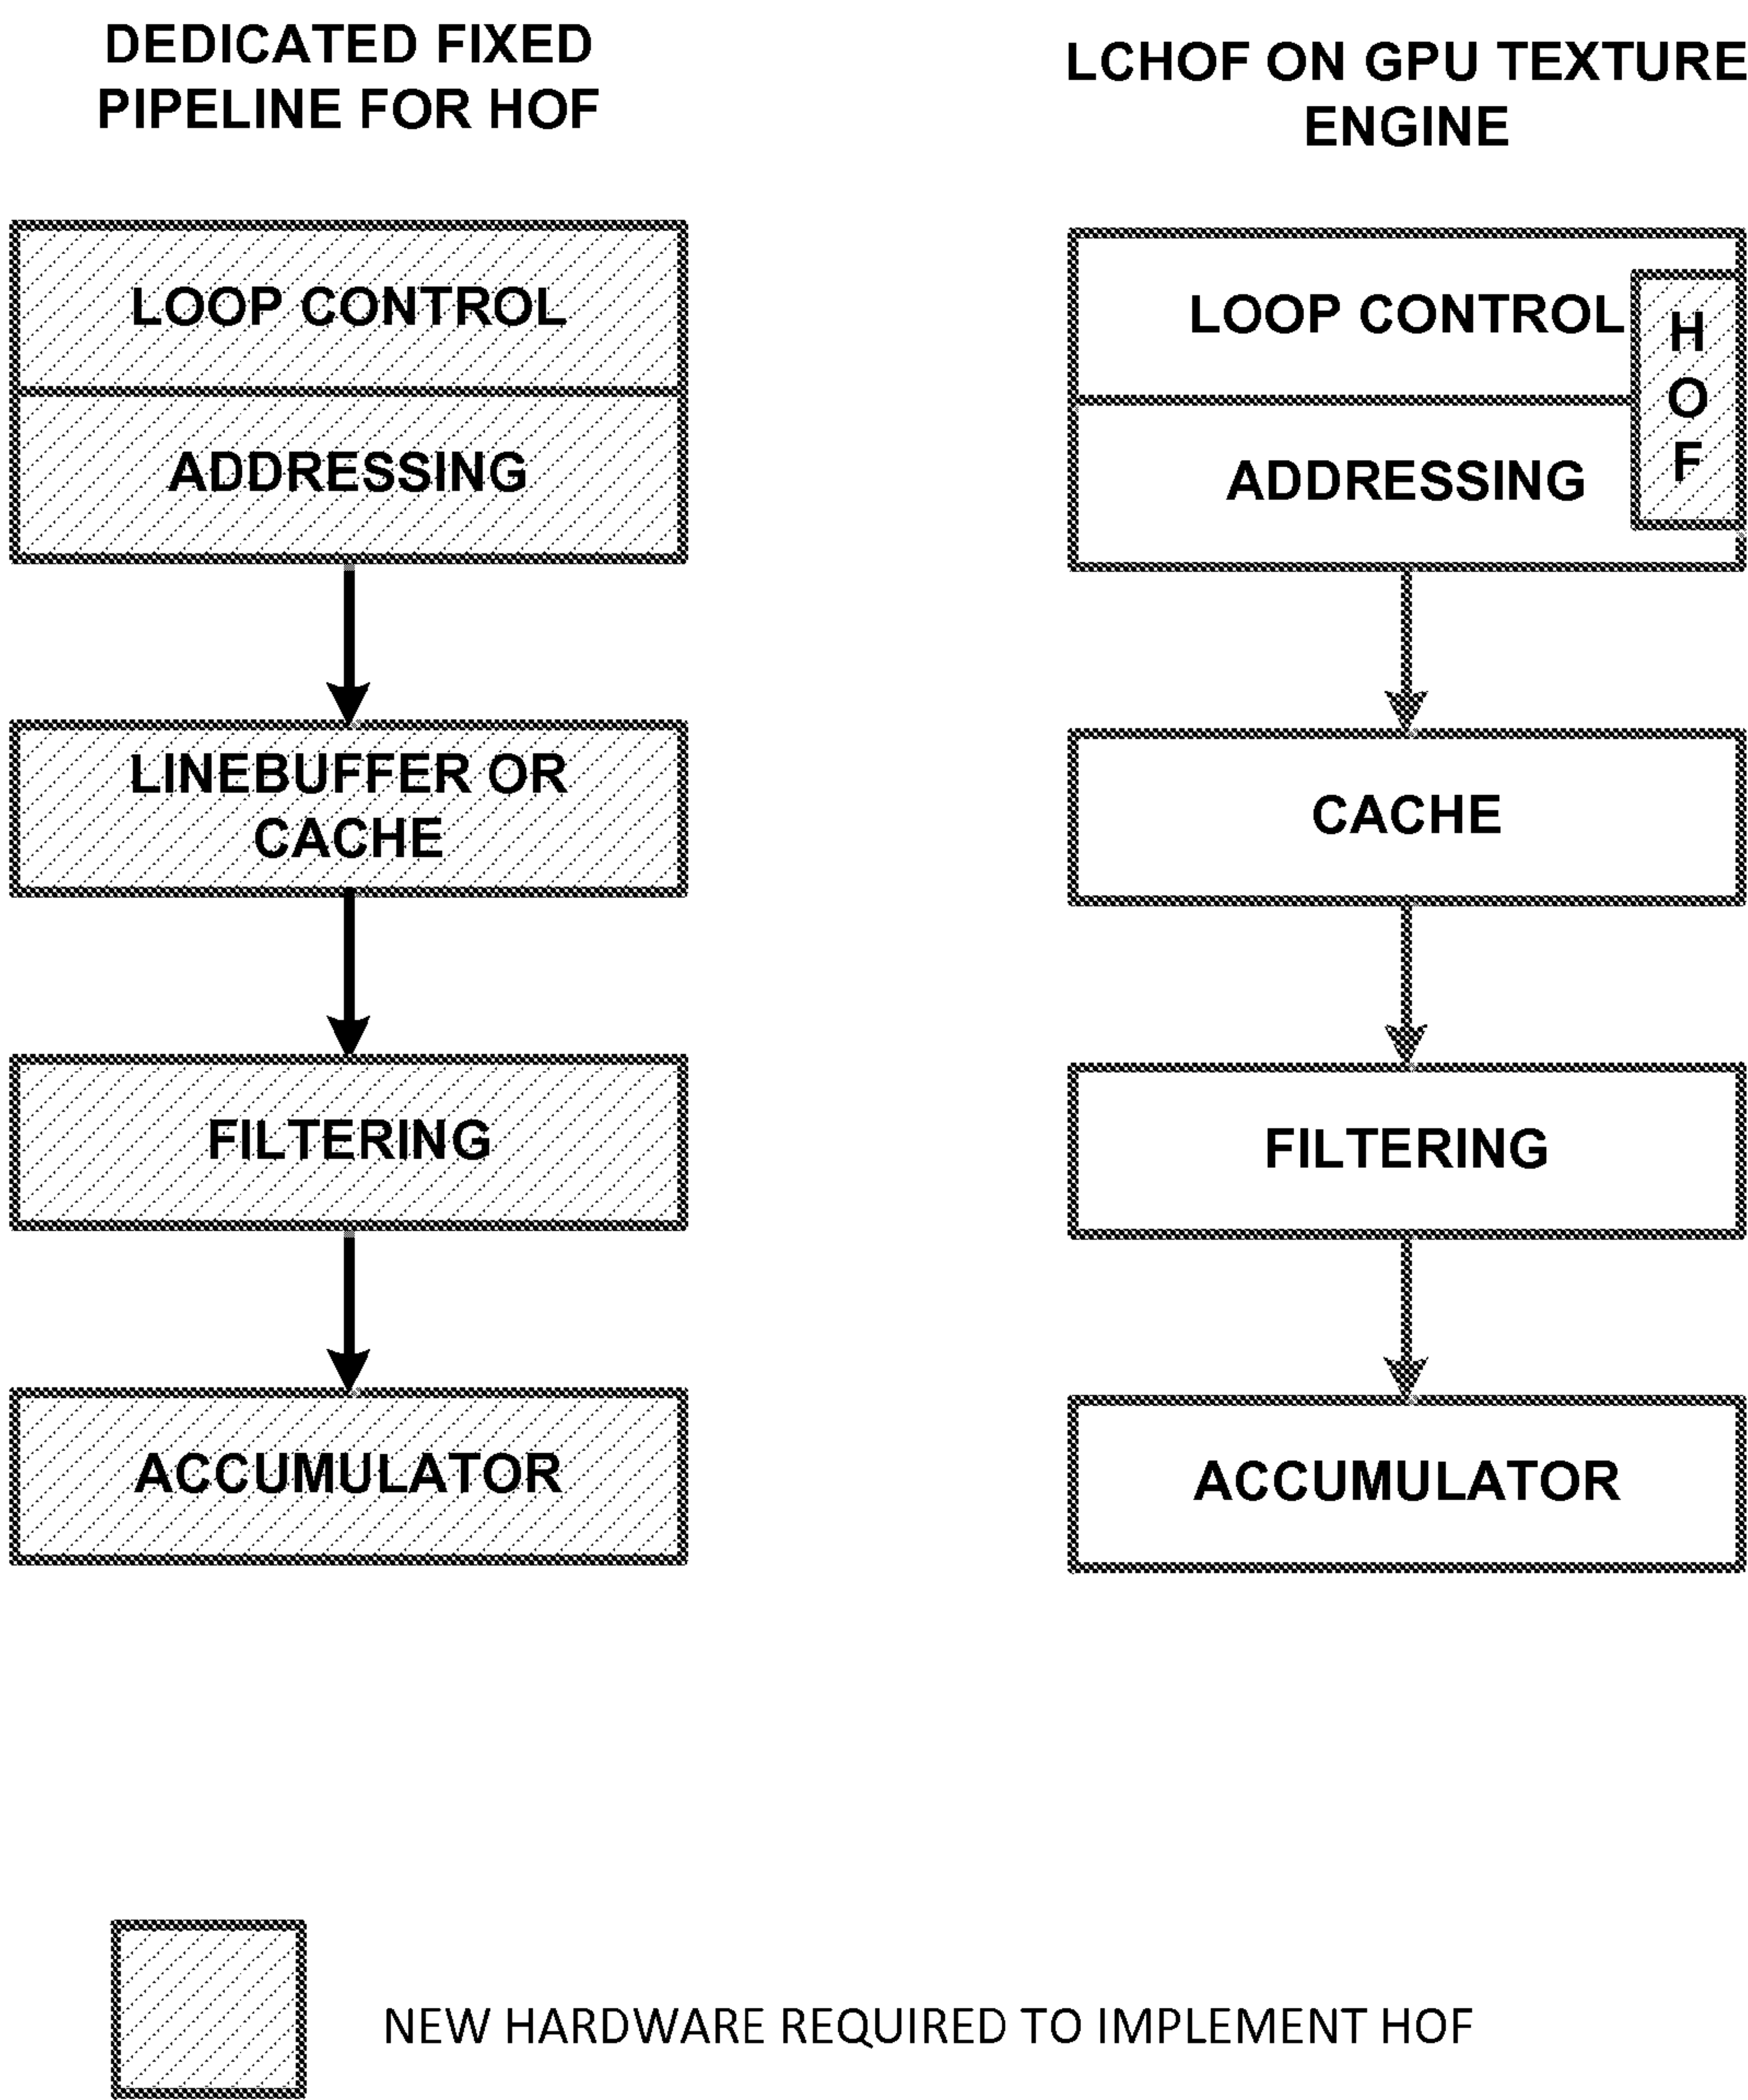 DEDICATED FIXED
PIPELINE FOR HOF
LOOP CONTROL
ADDRESSING
LINEBUFFER OR
CACHE
FILTERING
ACCUMULATOR
LCHOF ON GPU TEXTURE
ENGINE
LOOP CONTROL
H
O
F
ADDRESSING
CACHE
FILTERING
ACCUMULATOR
NEW HARDWARE REQUIRED TO IMPLEMENT HOF